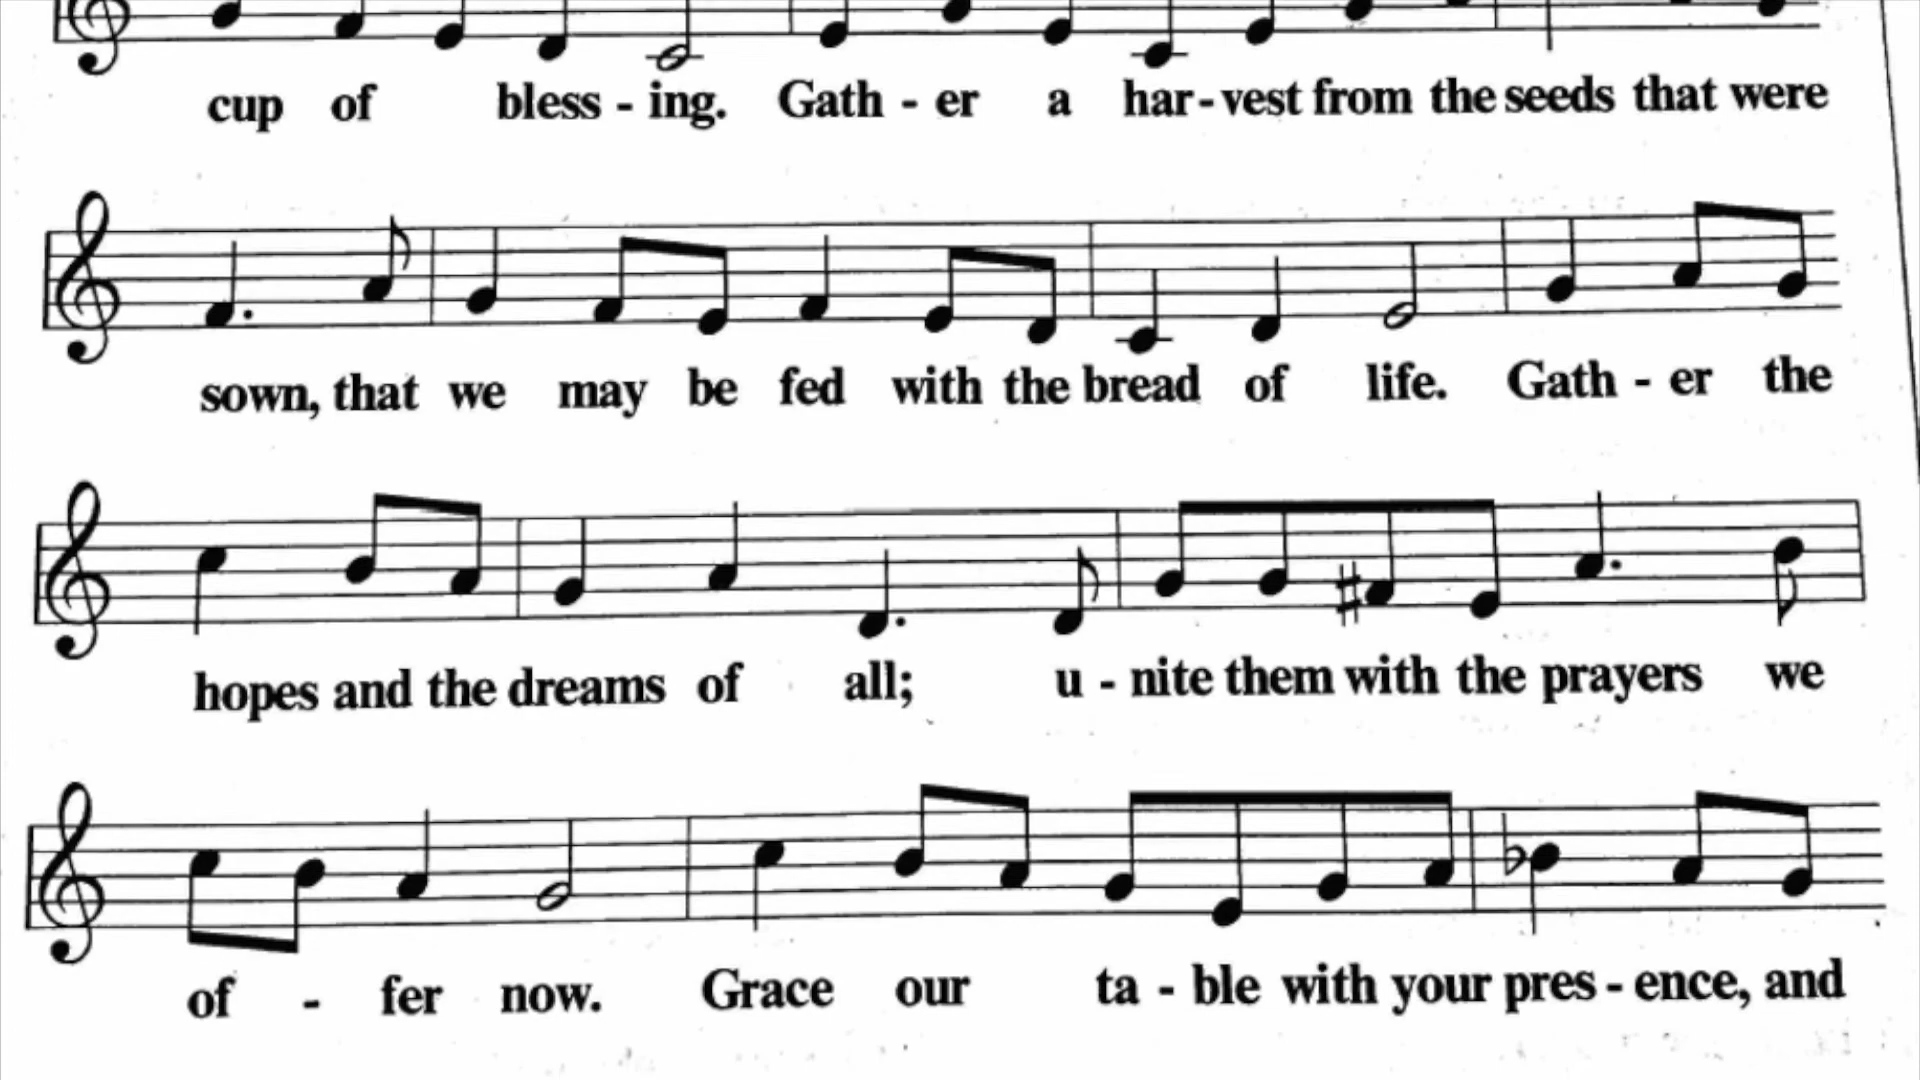 cup of bless - ing. Gath - er a har - vest from the seeds that were
sown, that we may be fed with the bread of life. Gath - er the
hopes and the dreams of all; u - nite them with the prayers we
of - fer now. Grace our ta - ble with your pres - ence, and